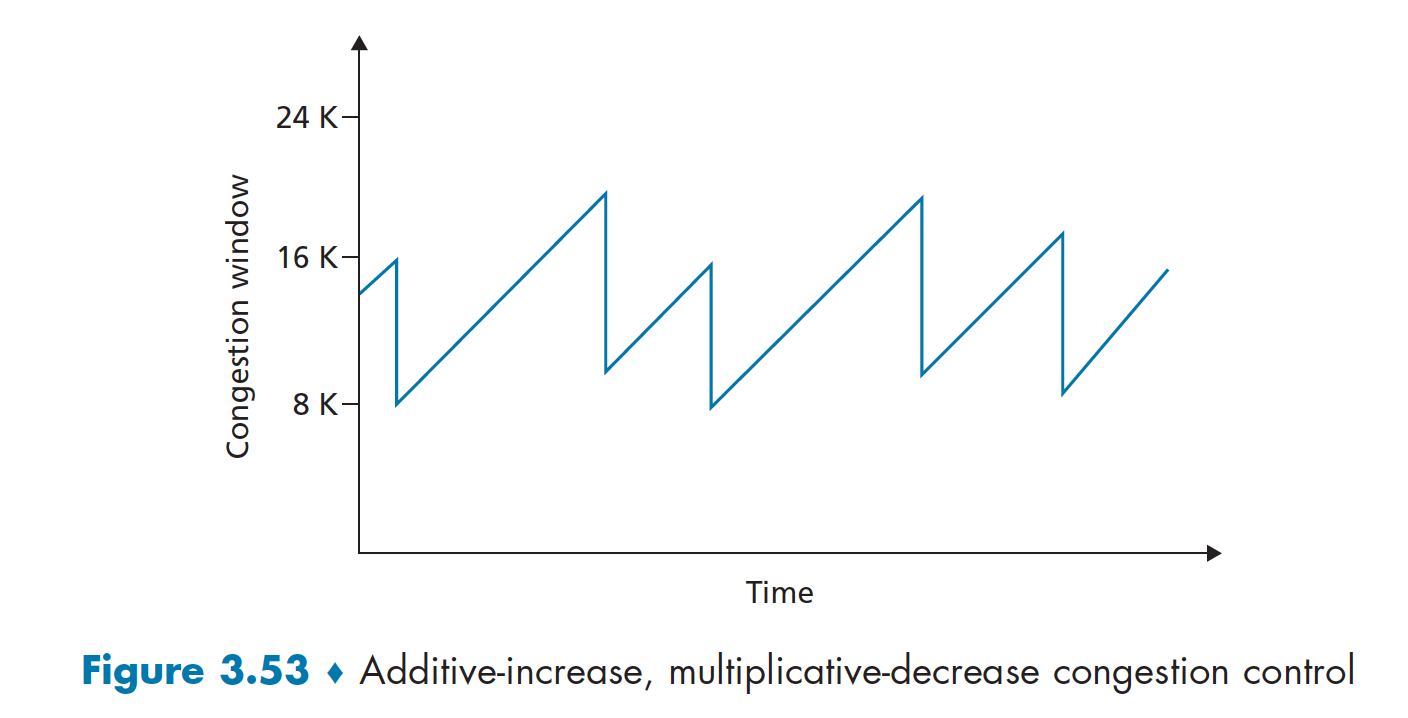 24 K
16 K
8 K
Congestion window
Time
Figure 3.53 ♦ Additive-increase, multiplicative-decrease congestion control